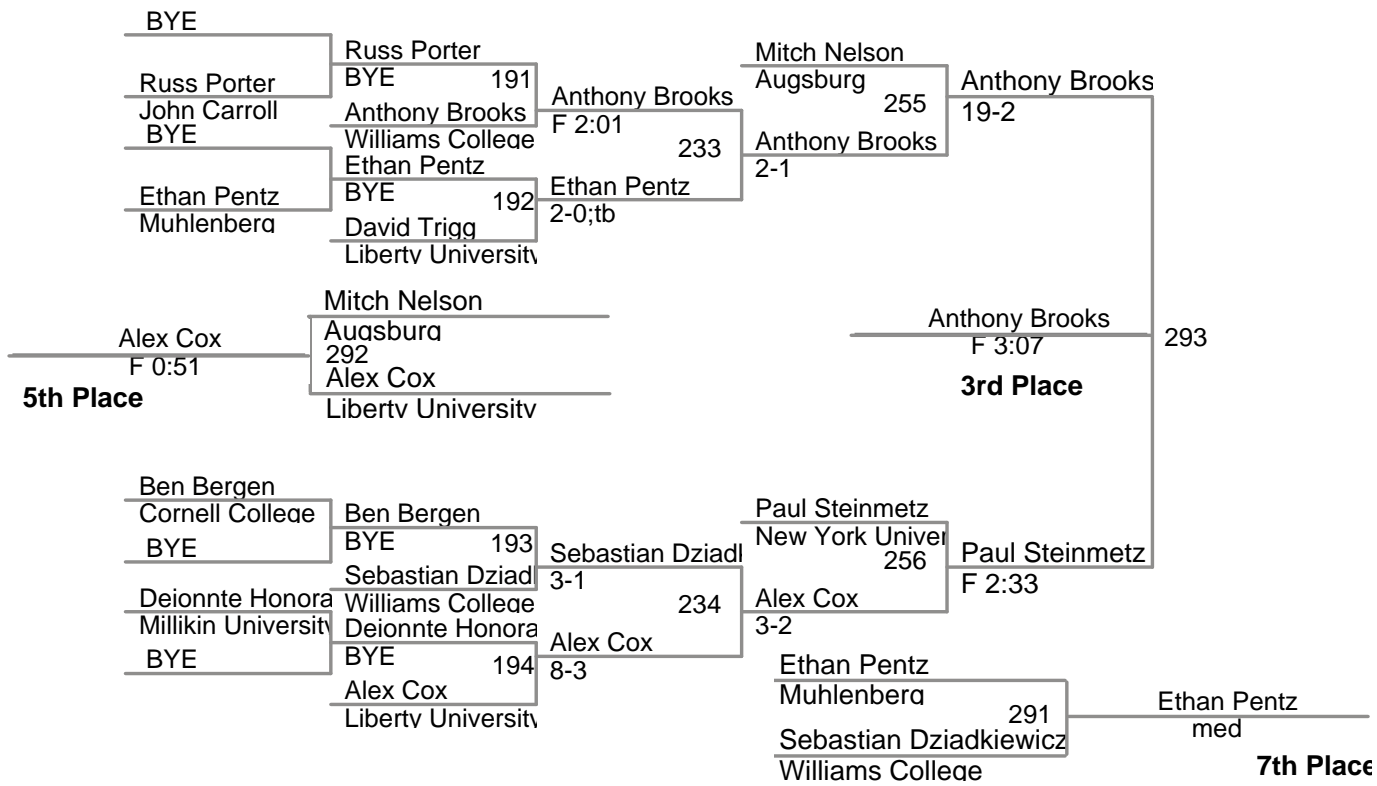 BYE
Russ Porter
John Carroll
BYE
Ethan Pentz
Muhlenberg
Russ Porter
BYE
191
Anthony Brooks
Williams College
Ethan Pentz
BYE
192
David Trigg
Liberty University
Anthony Brooks
F 2:01
233
Ethan Pentz
2-0;tb
Mitch Nelson
Augsburg
255
Anthony Brooks
2-1
Anthony Brooks
19-2
Alex Cox
F 0:51
5th Place
Mitch Nelson
Augsburg
292
Alex Cox
Liberty University
Anthony Brooks
F 3:07
3rd Place
293
Ben Bergen
Cornell College
BYE
Deionnte Honora
Millikin University
BYE
Ben Bergen
BYE
193
Sebastian Dziadl
Williams College
Deionnte Honora
BYE
194
Alex Cox
Liberty University
Sebastian Dziadl
3-1
234
Alex Cox
8-3
Paul Steinmetz
New York Univer
256
Alex Cox
3-2
Paul Steinmetz
F 2:33
Ethan Pentz
Muhlenberg
291
Sebastian Dziadkiewicz
Williams College
Ethan Pentz
med
7th Place